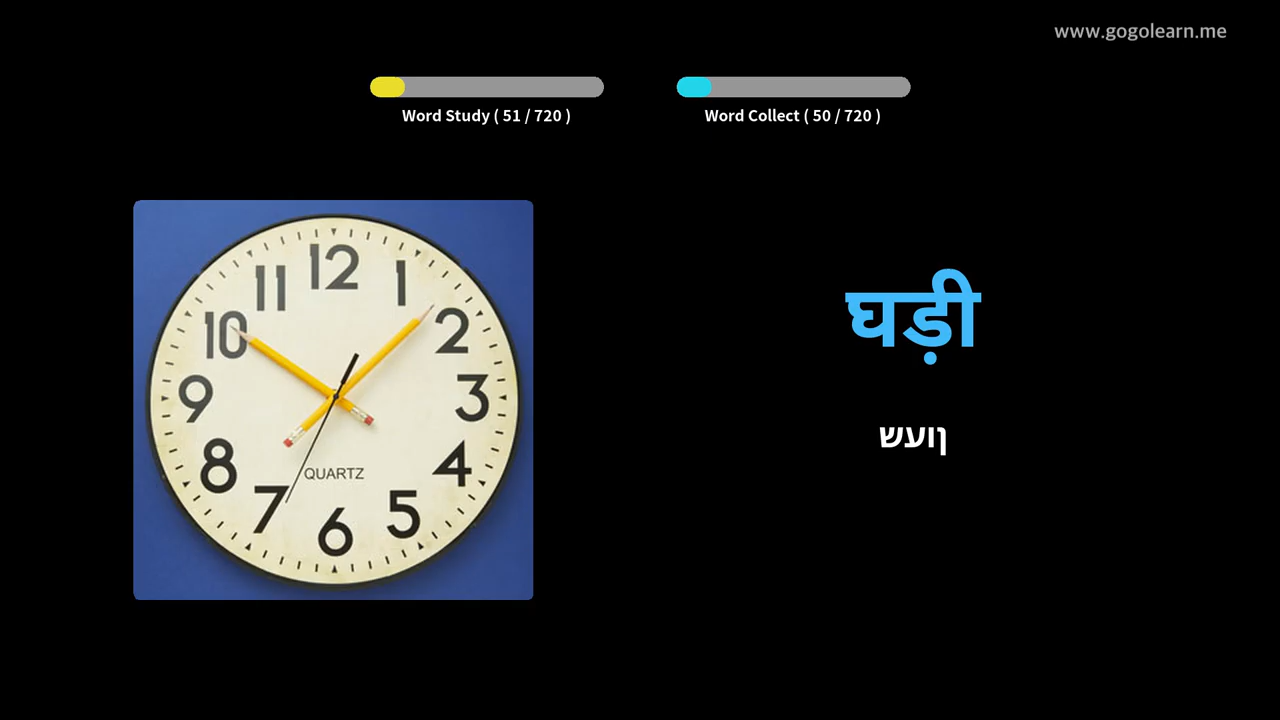 www.gogolearn.me
Word Study ( 51 / 720 )
Word Collect ( 50 / 720 )
12
11 1
10 2
9 3
8 4
7 5
6
QUARTZ
घड़ी
ןועש